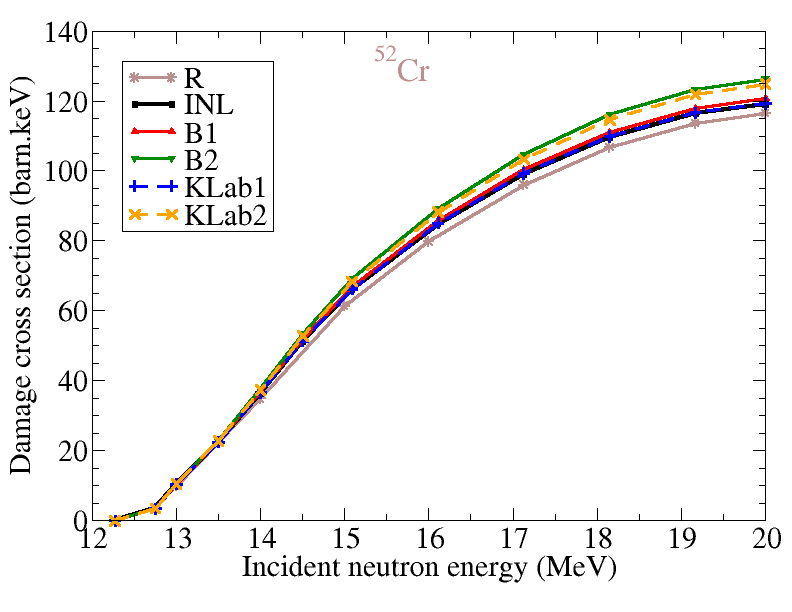 140
120
100
80
60
40
20
0
Damage cross section (barn.keV)
52Cr
R
INL
B1
B2
KLab1
KLab2
12 13 14 15 16 17 18 19 20
Incident neutron energy (MeV)